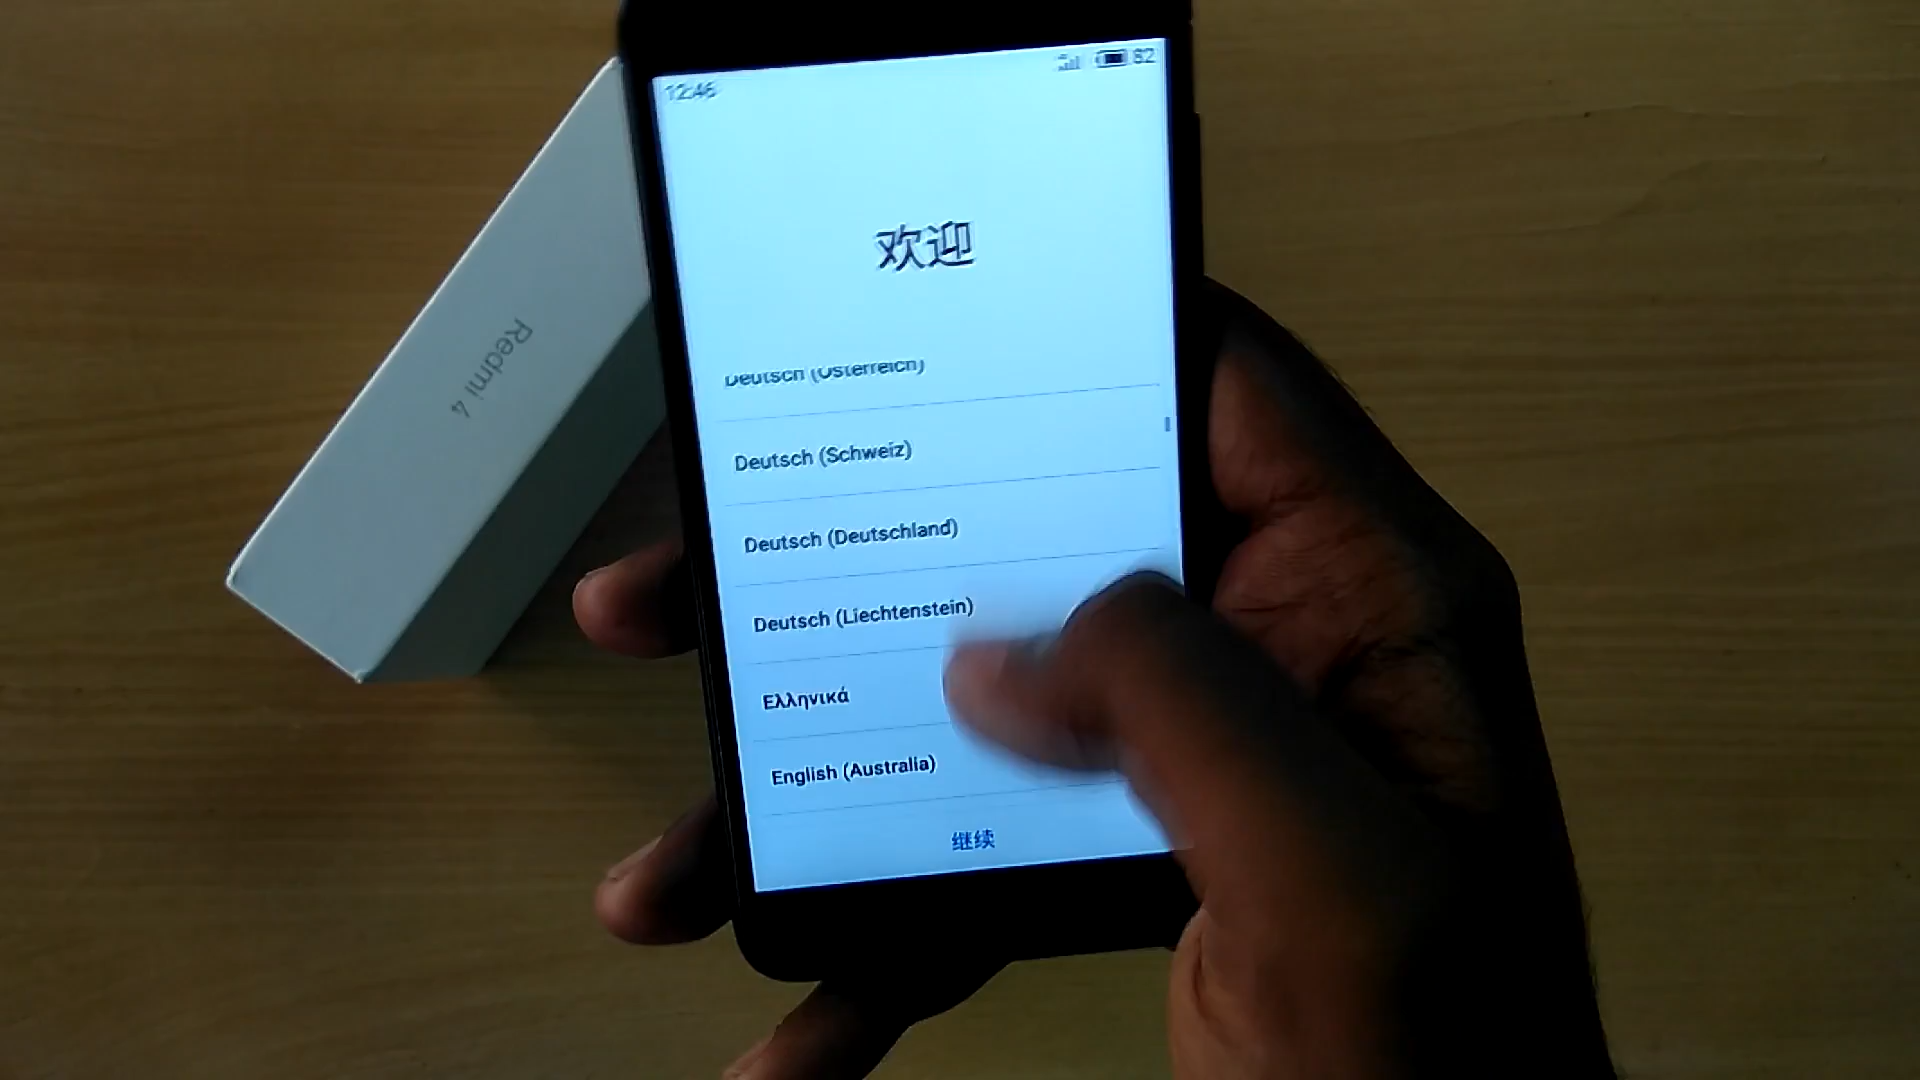 12:46
82
欢迎
Deutsch (Österreich)
Deutsch (Schweiz)
Deutsch (Deutschland)
Deutsch (Liechtenstein)
Ελληνικά
English (Australia)
继续
Redmi 4